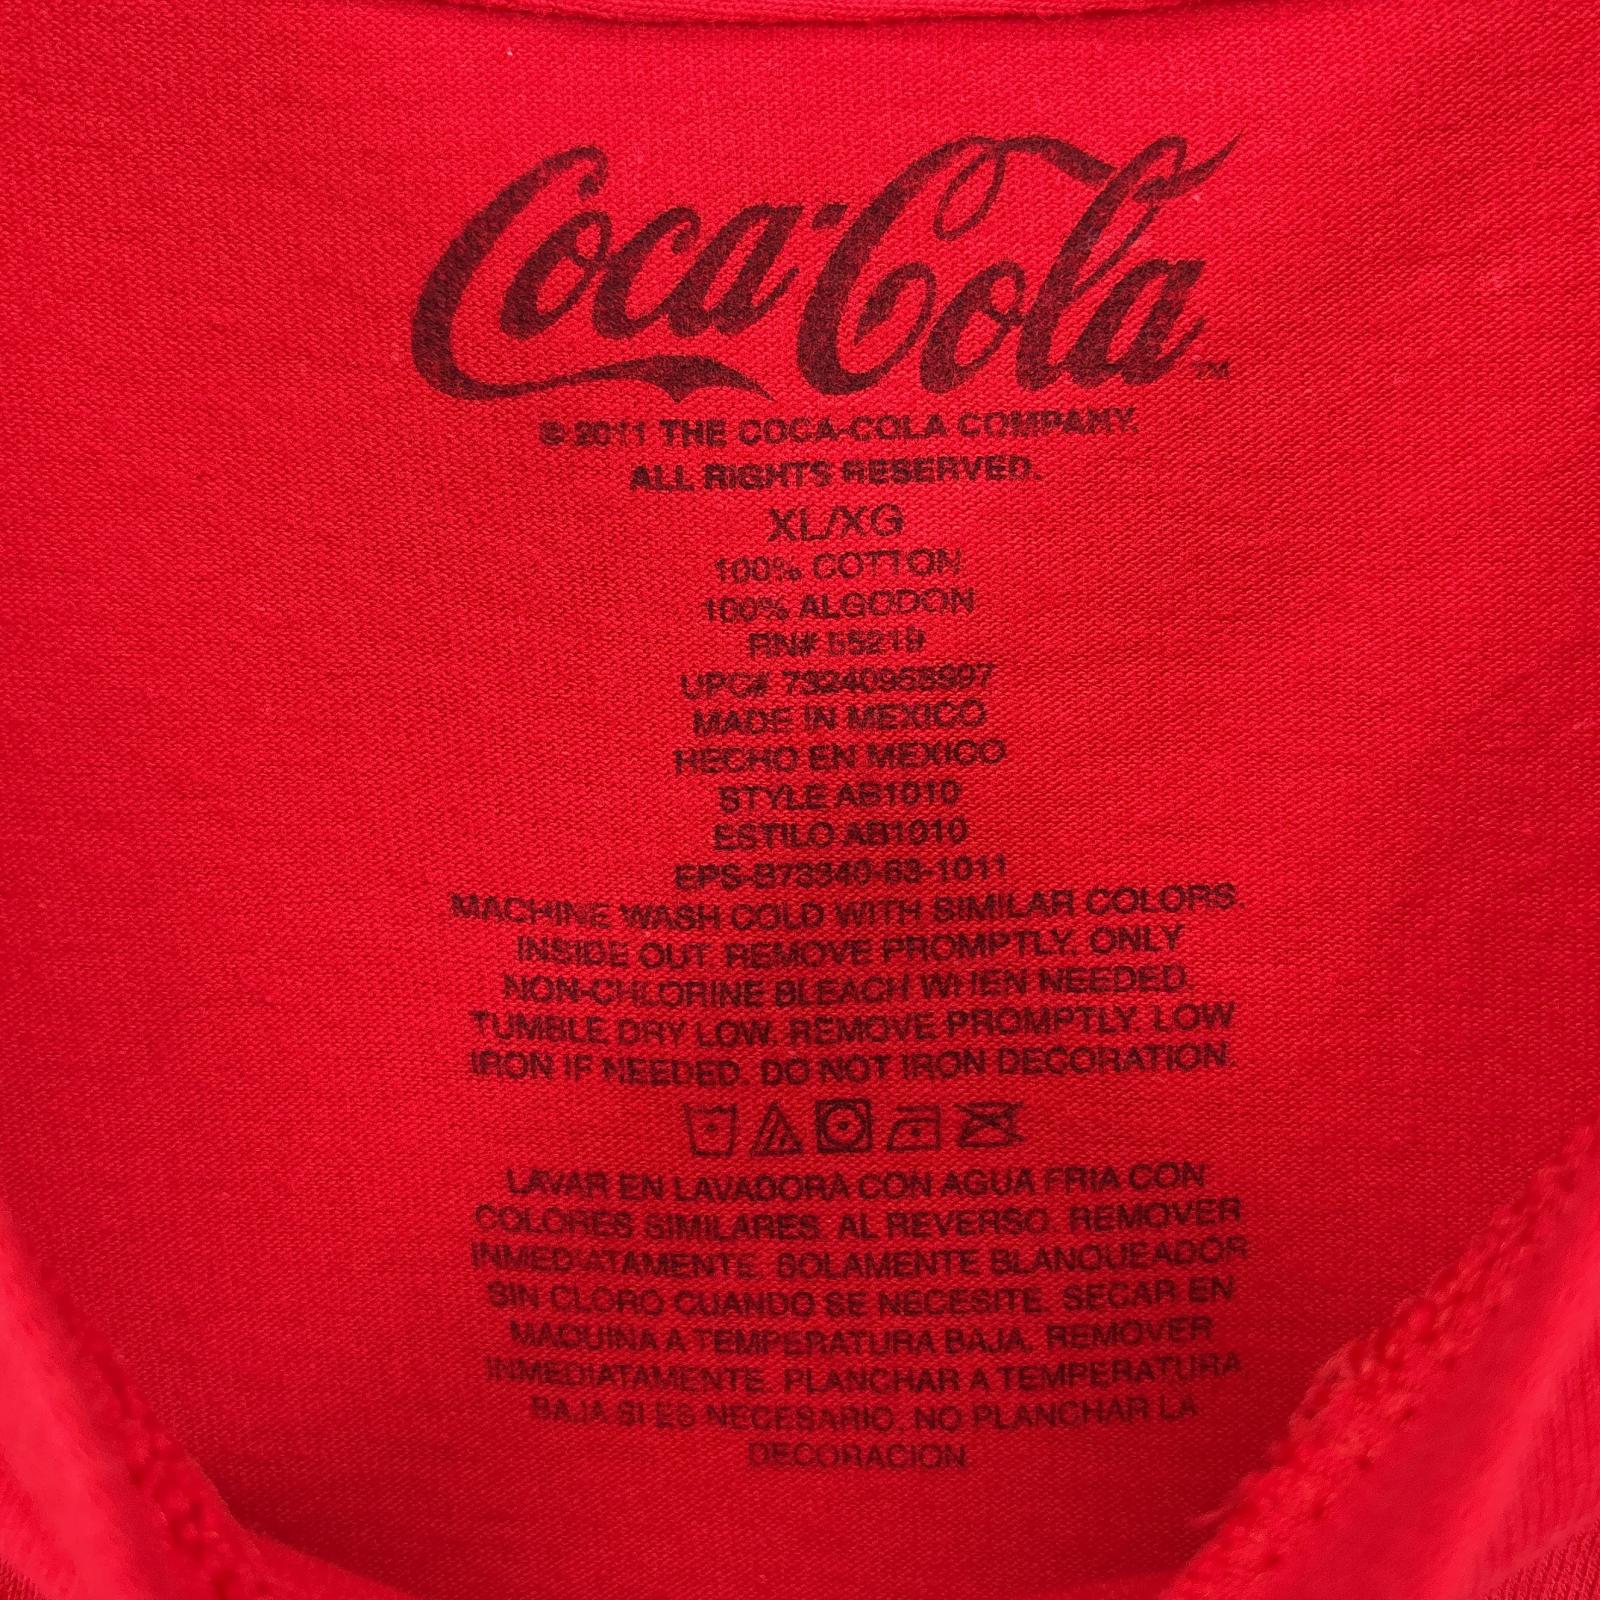 Coca-Cola™
© 2011 THE COCA-COLA COMPANY.
ALL RIGHTS RESERVED.
XL/XG
100% COTTON
100% ALGODON
RN# 55219
UPC#
MADE IN MEXICO
HECHO EN MEXICO
STYLE AB1010
ESTILO AB1010
MACHINE WASH COLD WITH SIMILAR COLORS.
INSIDE OUT. REMOVE PROMPTLY. ONLY
NON-CHLORINE BLEACH WHEN NEEDED.
TUMBLE DRY LOW. REMOVE PROMPTLY. LOW
IRON IF NEEDED. DO NOT IRON DECORATION.
LAVAR EN LAVADORA CON AGUA FRIA CON
COLORES SIMILARES. AL REVERSO. REMOVER
INMEDIATAMENTE. SOLAMENTE BLANQUEADOR
SIN CLORO CUANDO SE NECESITE. SECAR EN
MAQUINA A TEMPERATURA BAJA. REMOVER
INMEDIATAMENTE. PLANCHAR A TEMPERATURA
BAJA SI ES NECESARIO. NO PLANCHAR LA
DECORACION